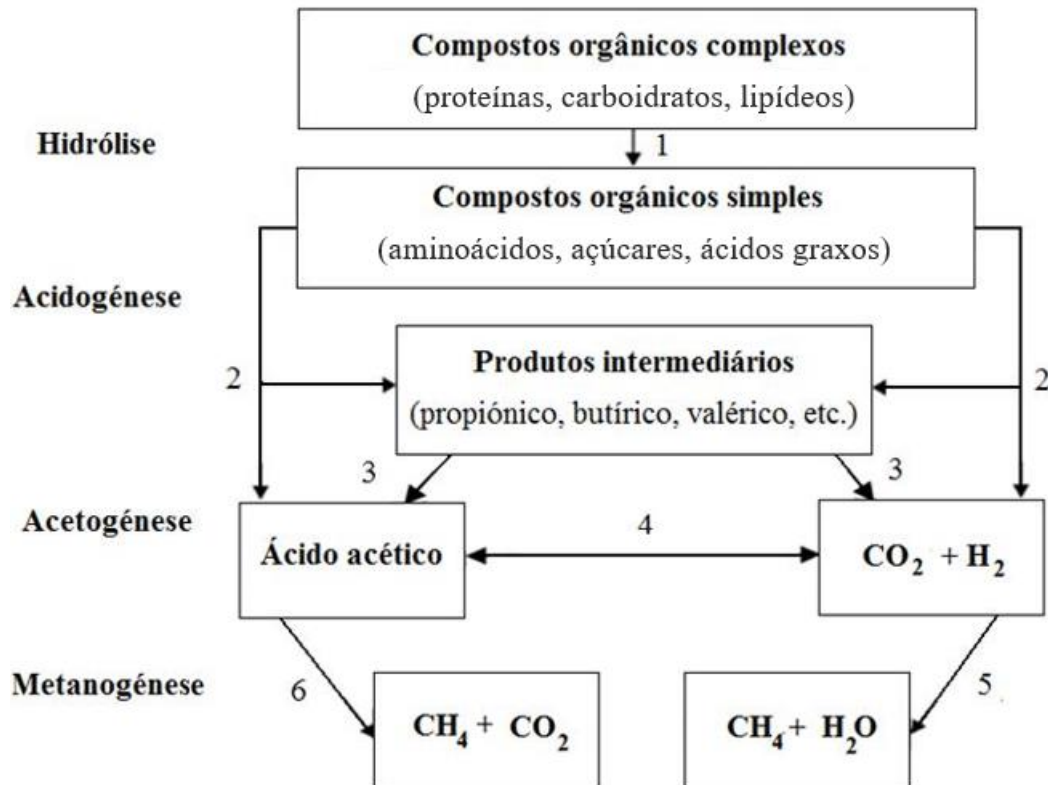 Compostos orgânicos complexos
(proteínas, carboidratos, lipídeos)
Hidrólise
1
Compostos orgánicos simples
(aminoácidos, açúcares, ácidos graxos)
Acidogénese
Produtos intermediários
(propiónico, butírico, valérico, etc.)
2
2
3
3
Acetogénese
4
Ácido acético
CO₂ + H₂
Metanogénese
6
5
CH₄ + CO₂
CH₄ + H₂O